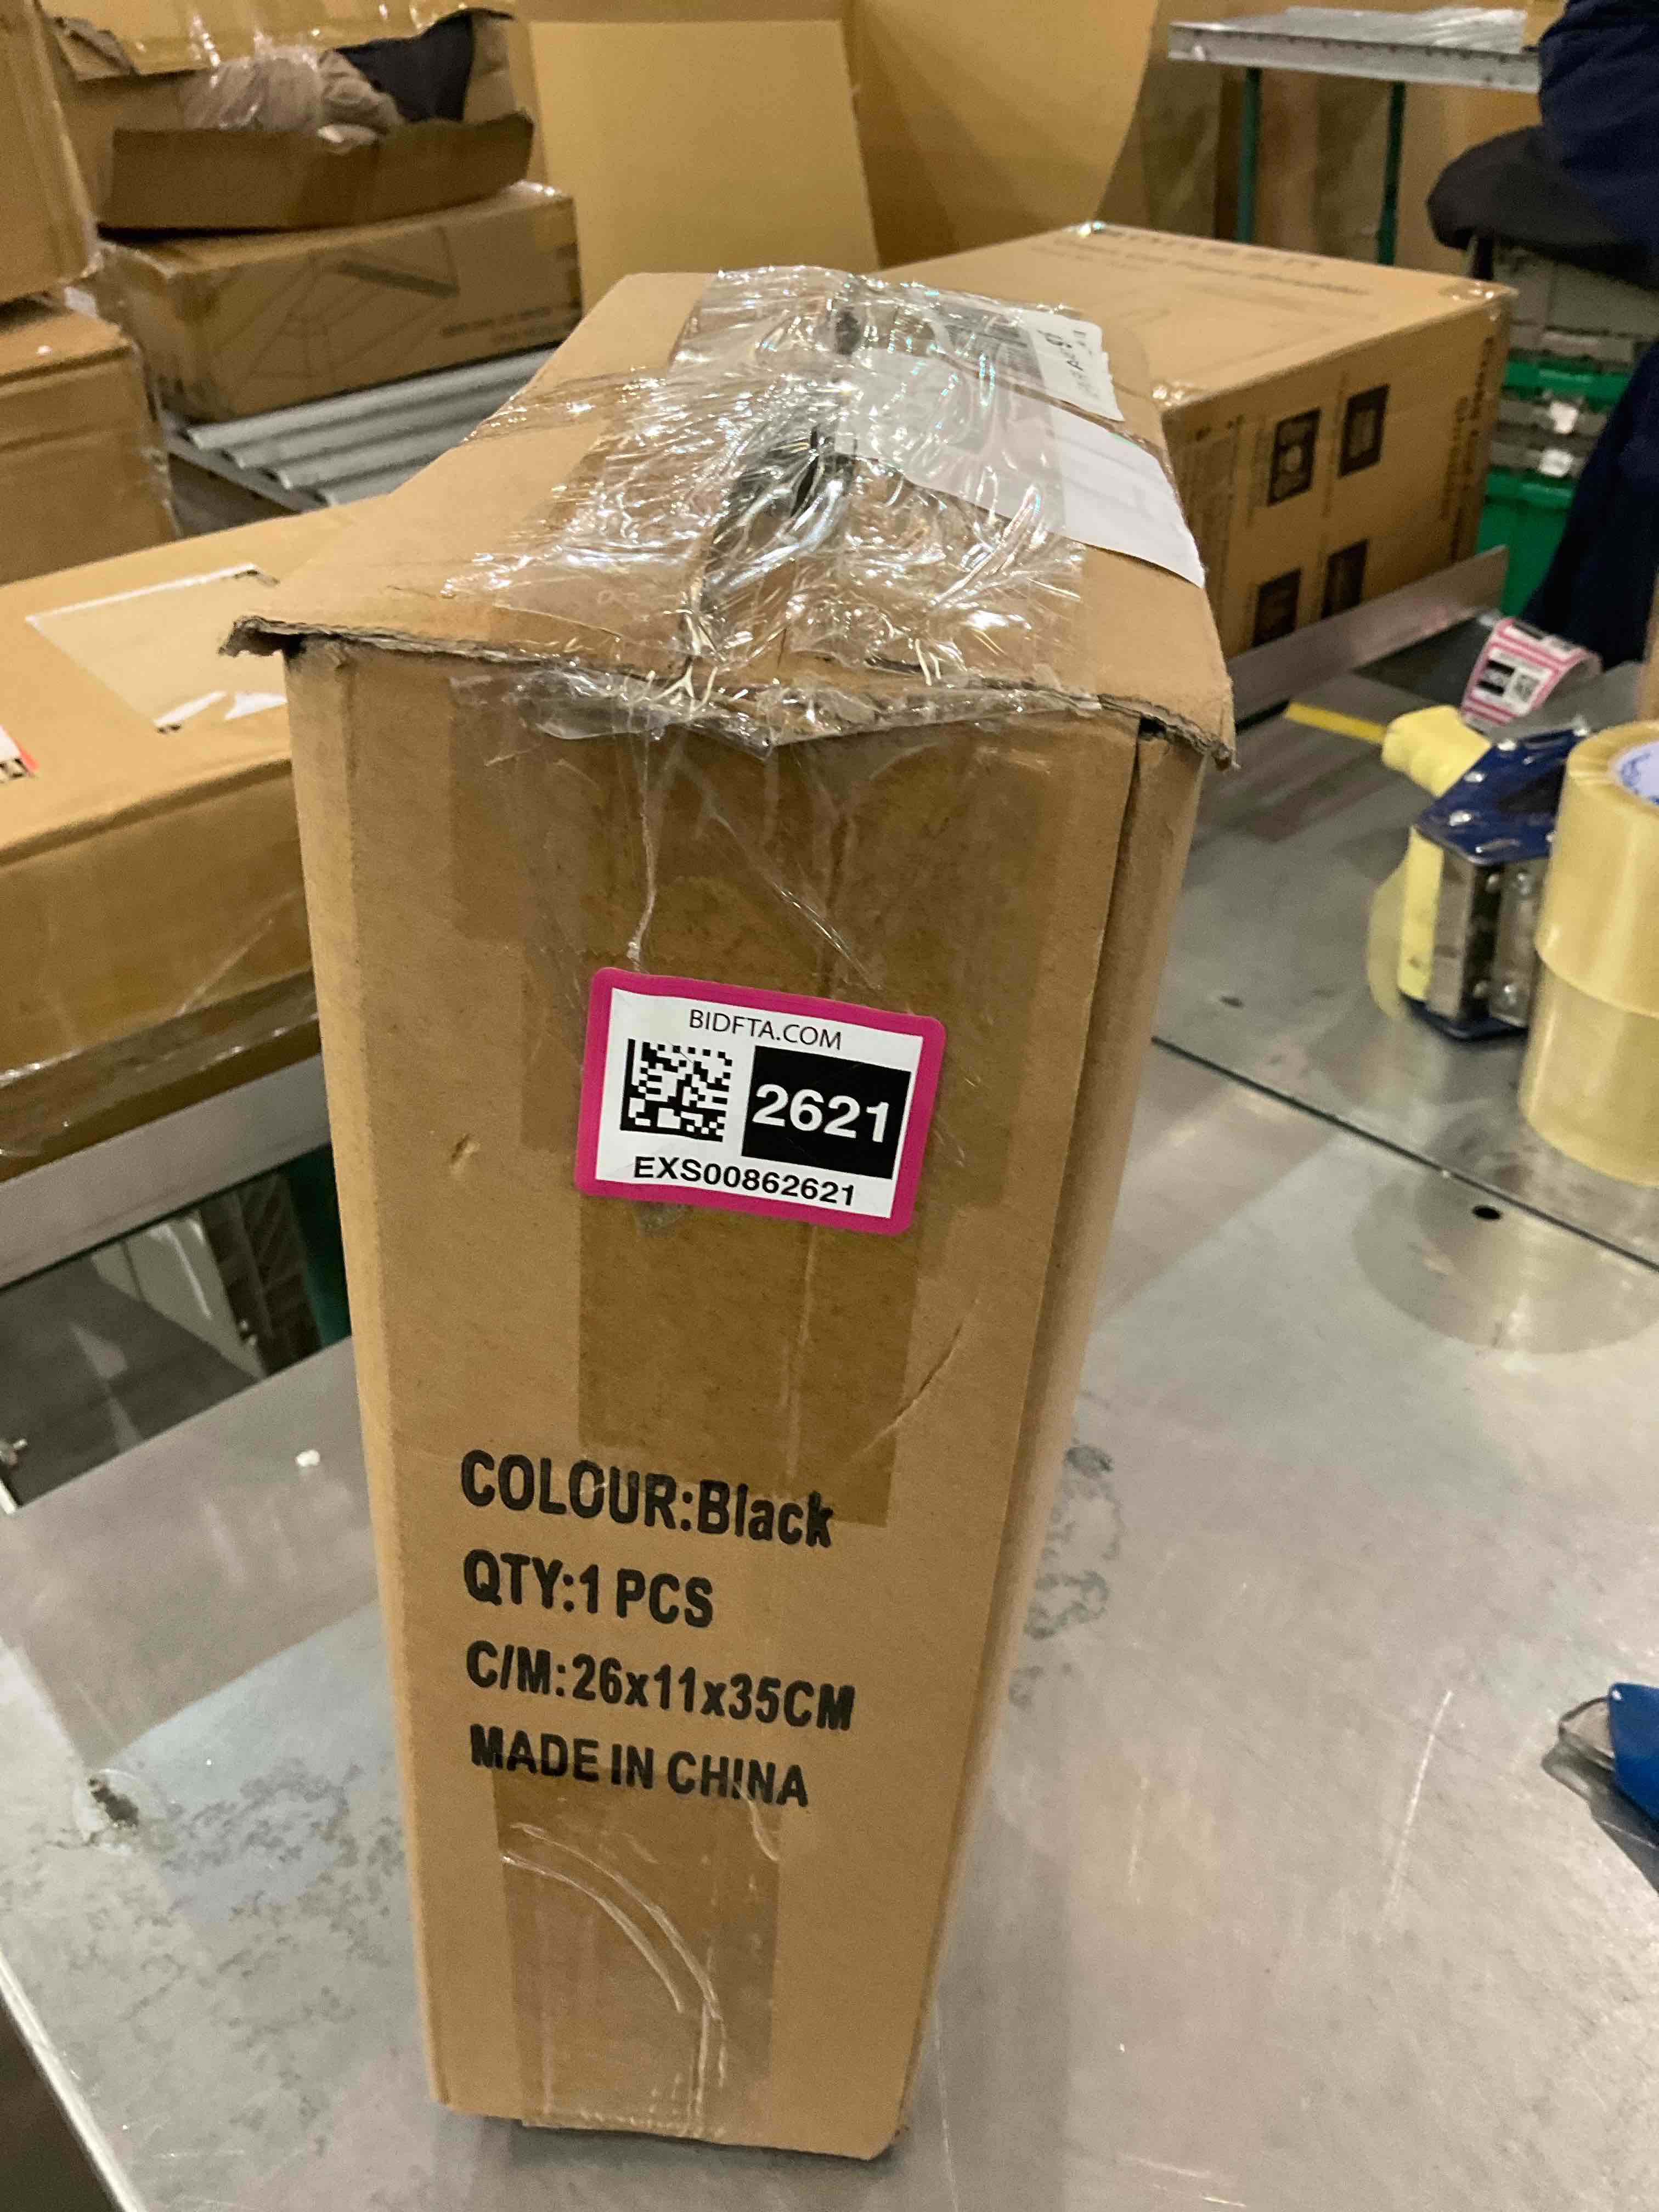 BIDFTA.COM
2621
EXS00862621
COLOUR:Black
QTY:1 PCS
C/M:26x11x35CM
MADE IN CHINA